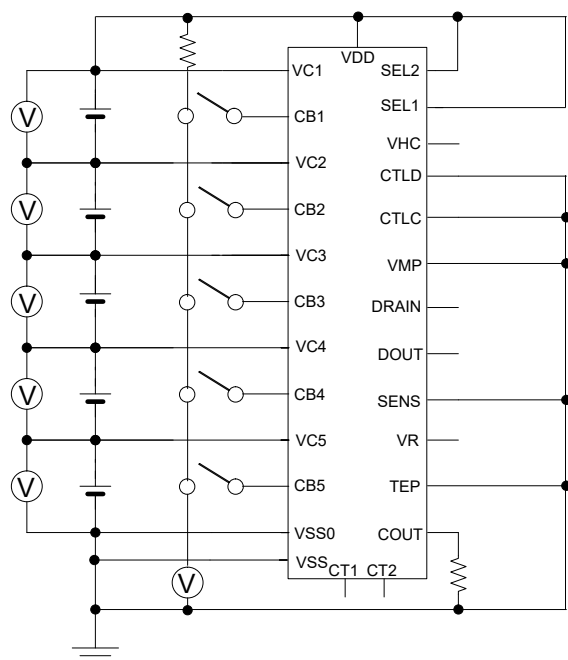 VDD
VC1
SEL2
V
CB1
SEL1
VHC
VC2
CTLD
V
CB2
CTLC
VC3
VMP
V
CB3
DRAIN
VC4
DOUT
V
CB4
SENS
VC5
VR
V
CB5
TEP
VSS0
COUT
VSS
CT1 CT2
V